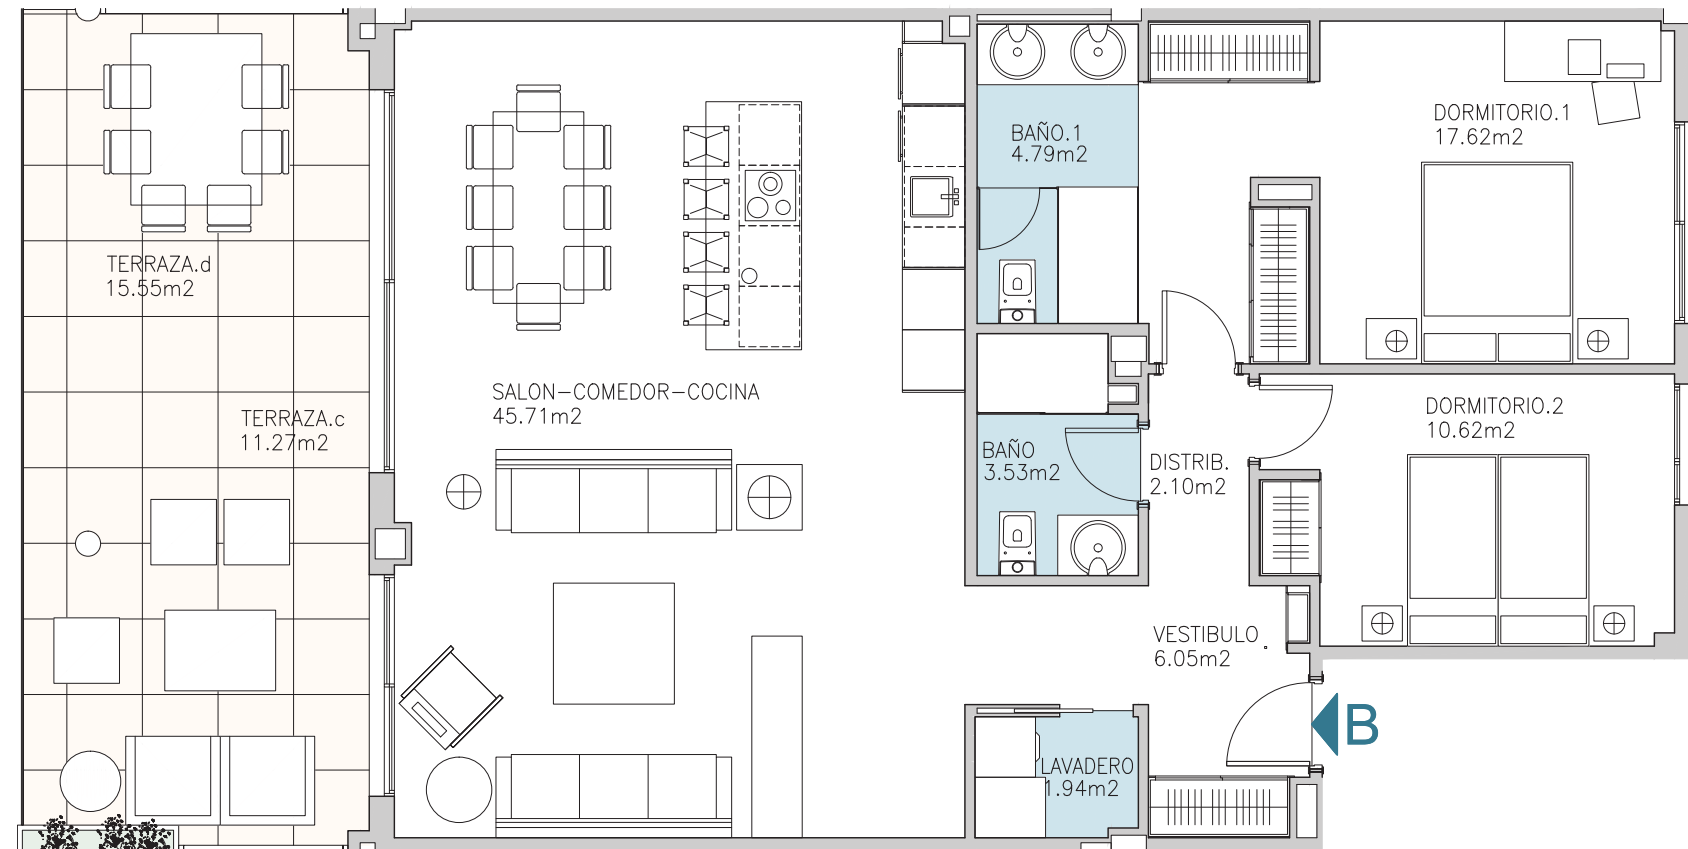 BAÑO.1
4.79m2
DORMITORIO.1
17.62m2
TERRAZA.d
15.55m2
SALON-COMEDOR-COCINA
45.71m2
TERRAZA.c
11.27m2
DORMITORIO.2
10.62m2
BAÑO
3.53m2
DISTRIB.
2.10m2
VESTIBULO
6.05m2
B
LAVADERO
1.94m2